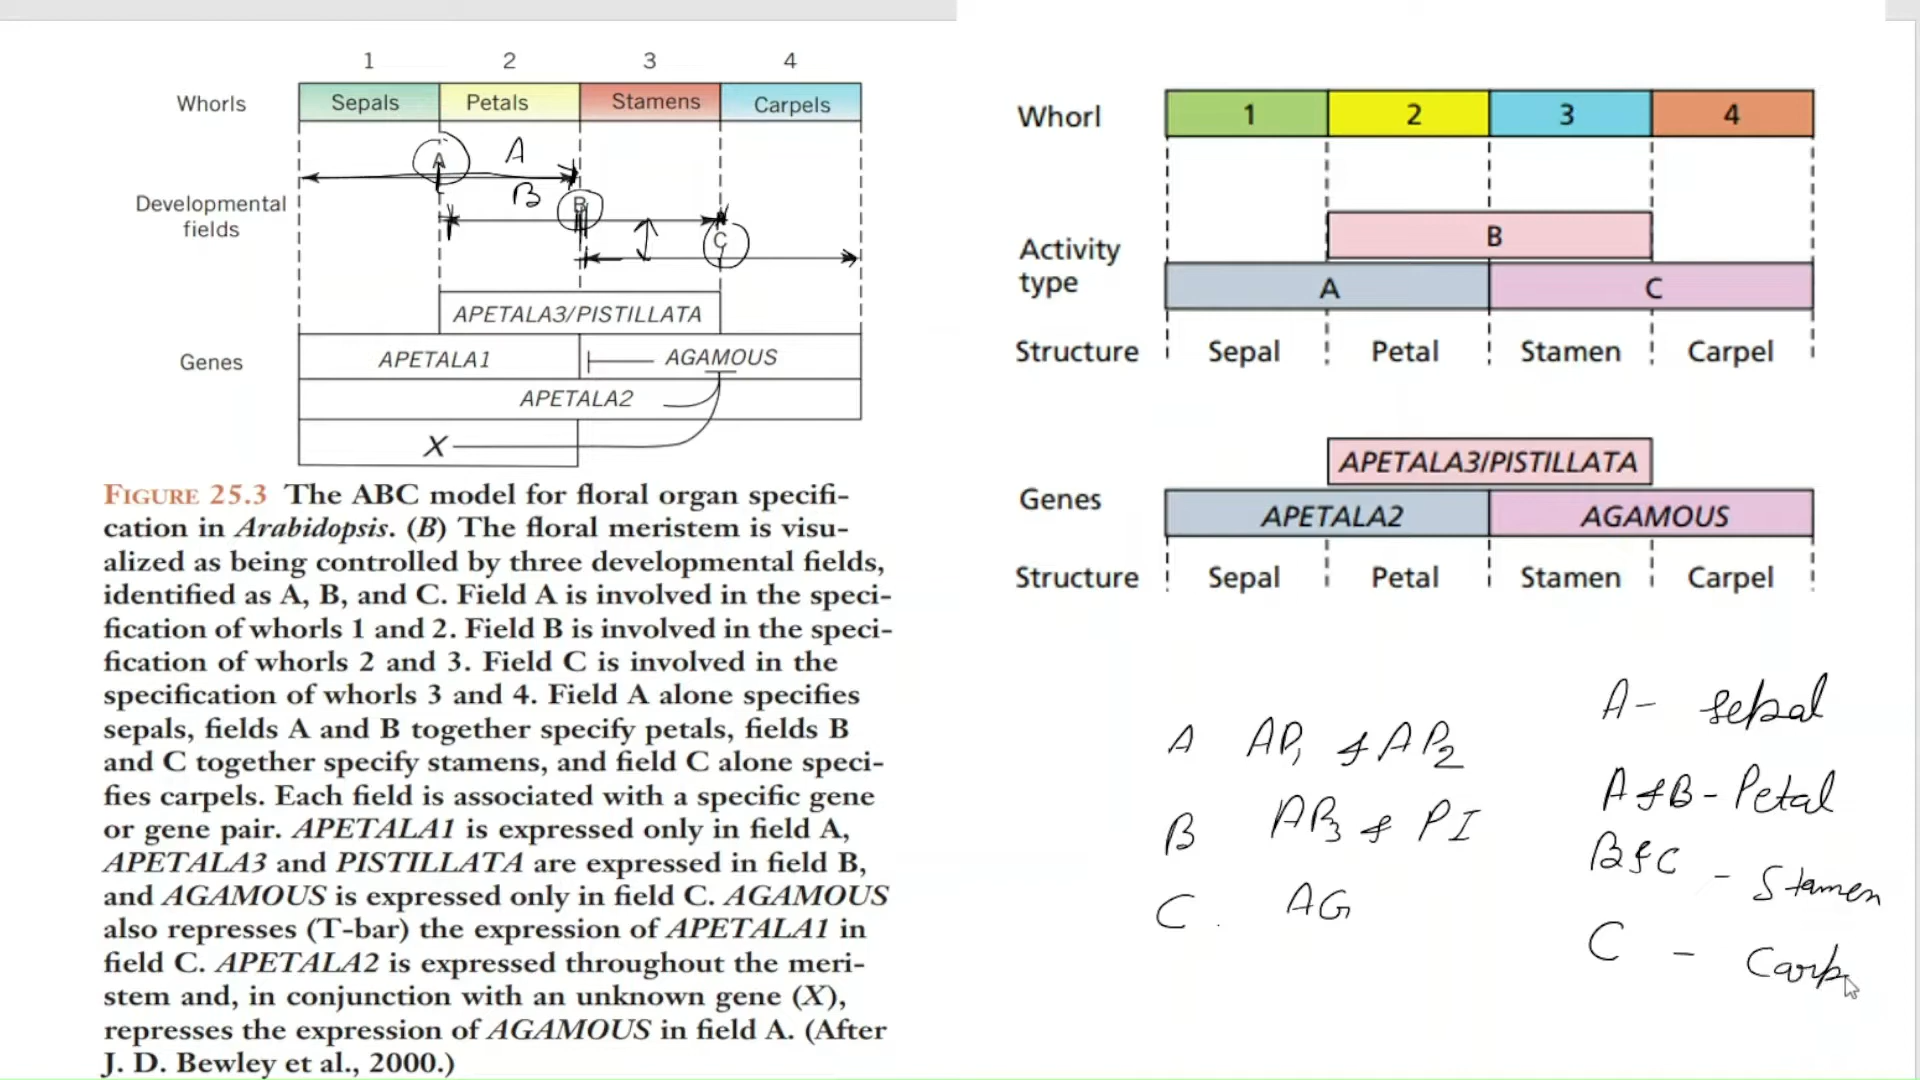 1 2 3 4
Whorls Sepals Petals Stamens Carpels
A A
B B
Developmental
fields
C
APETALA3/PISTILLATA
Genes APETALA1 AGAMOUS
APETALA2
X
FIGURE 25.3 The ABC model for floral organ specifi-
cation in Arabidopsis. (B) The floral meristem is visu-
alized as being controlled by three developmental fields,
identified as A, B, and C. Field A is involved in the speci-
fication of whorls 1 and 2. Field B is involved in the speci-
fication of whorls 2 and 3. Field C is involved in the
specification of whorls 3 and 4. Field A alone specifies
sepals, fields A and B together specify petals, fields B
and C together specify stamens, and field C alone speci-
fies carpels. Each field is associated with a specific gene
or gene pair. APETALA1 is expressed only in field A,
APETALA3 and PISTILLATA are expressed in field B,
and AGAMOUS is expressed only in field C. AGAMOUS
also represses (T-bar) the expression of APETALA1 in
field C. APETALA2 is expressed throughout the meri-
stem and, in conjunction with an unknown gene (X),
represses the expression of AGAMOUS in field A. (After
J. D. Bewley et al., 2000.)
Whorl 1 2 3 4
B
Activity
type
A C
Structure Sepal Petal Stamen Carpel
APETALA3/PISTILLATA
Genes APETALA2 AGAMOUS
Structure Sepal Petal Stamen Carpel
A AP1 & AP2
B AP3 & PI
C. AG
A- sepal
A&B - Petal
B&C - Stamen
C - Carp